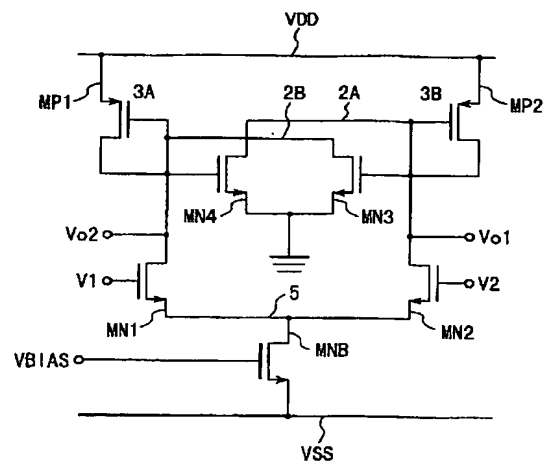 VDD
MP1 3A 2B 2A 3B MP2
MN4 MN3
Vo2 Vo1
V1 5 V2
MN1 MN2
VBIAS MNB
VSS